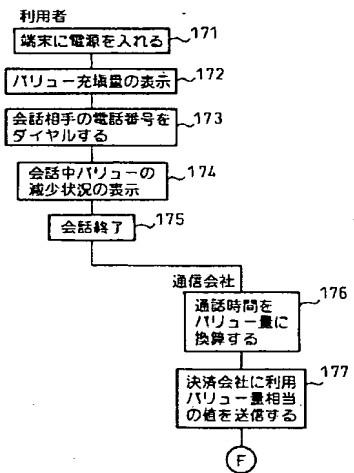 利用者
端末に電源を入れる
171
バリュー充塡量の表示
172
会話相手の電話番号を
ダイヤルする
173
会話中バリューの
減少状況の表示
174
会話終了
175
通信会社
通話時間を
バリュー量に
換算する
176
決済会社に利用
バリュー量相当
の値を送信する
177
F